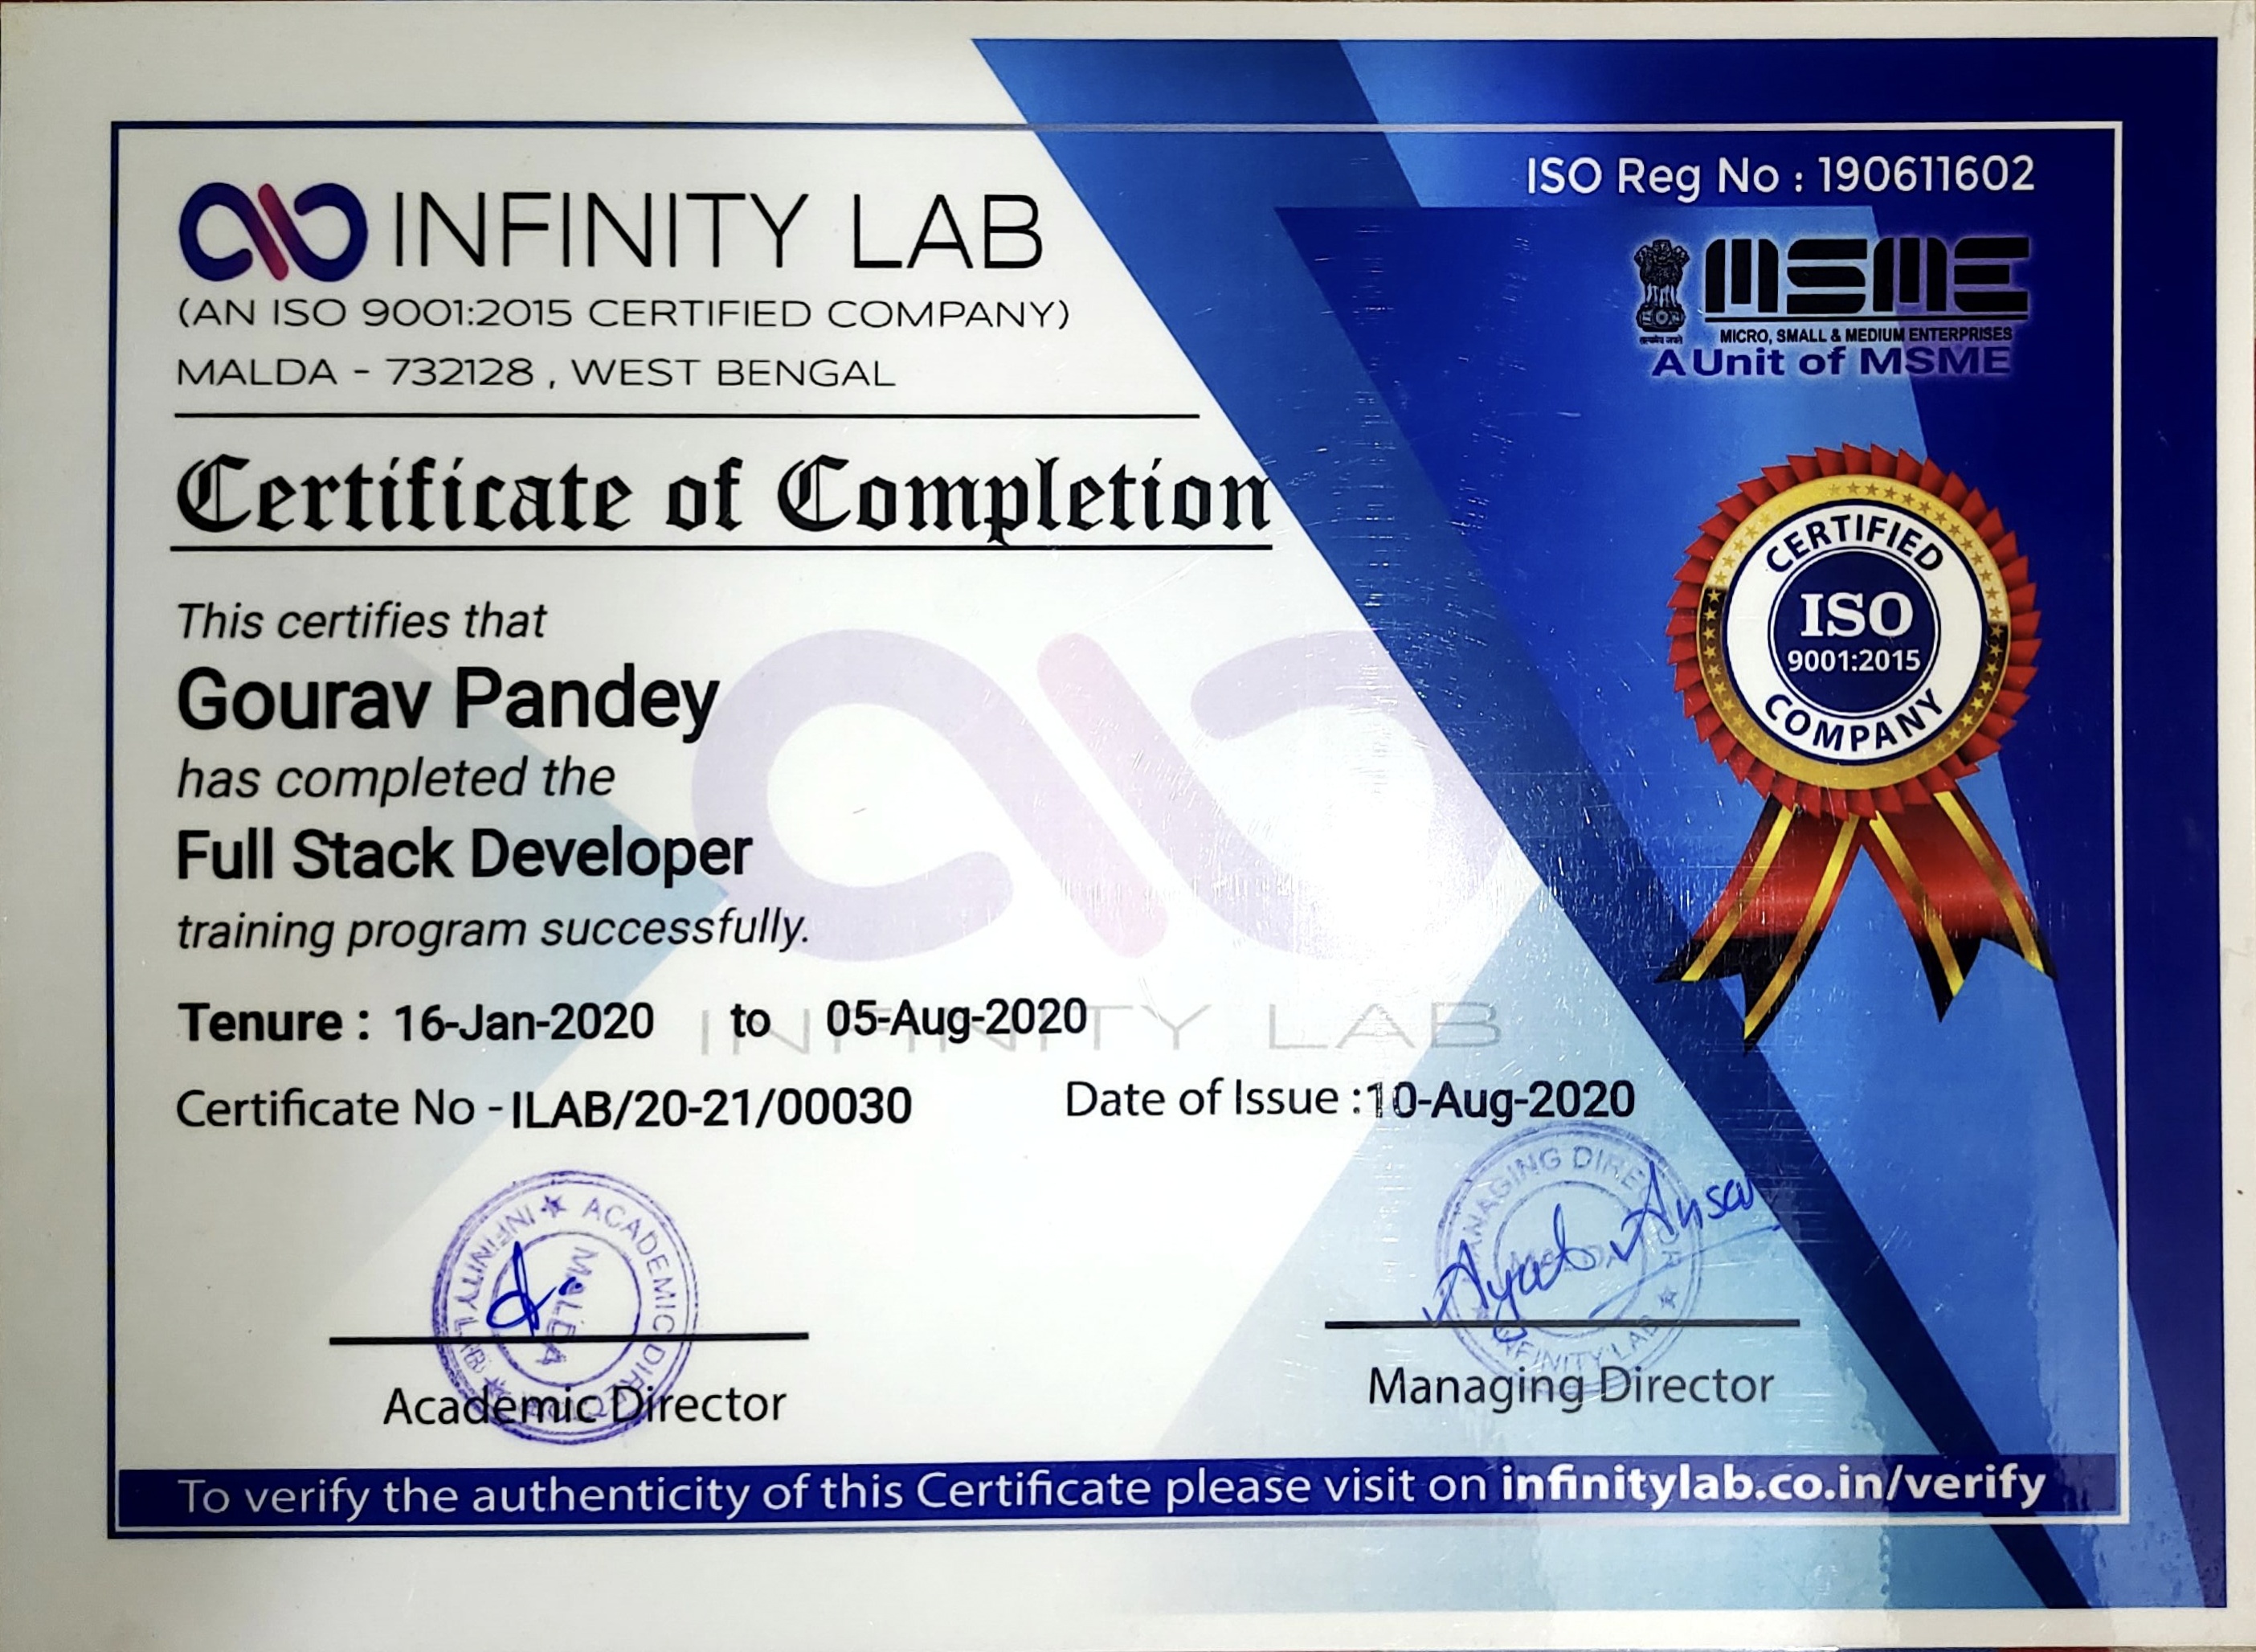 INFINITY LAB
(AN ISO 9001:2015 CERTIFIED COMPANY)
MALDA - 732128 , WEST BENGAL
ISO Reg No : 190611602
MSME
MICRO, SMALL & MEDIUM ENTERPRISES
सत्यमेव जयते
A Unit of MSME
Certificate of Completion
CERTIFIED
ISO
9001:2015
COMPANY
This certifies that
Gourav Pandey
has completed the
Full Stack Developer
training program successfully.
INFINITY LAB
Tenure : 16-Jan-2020 to 05-Aug-2020
Certificate No - ILAB/20-21/00030
Date of Issue : 10-Aug-2020
INFINITY LAB ★ ACADEMIC DIRECTOR ★
MALDA
MANAGING DIRECTOR
INFINITY LAB ★
Academic Director
Managing Director
To verify the authenticity of this Certificate please visit on infinitylab.co.in/verify